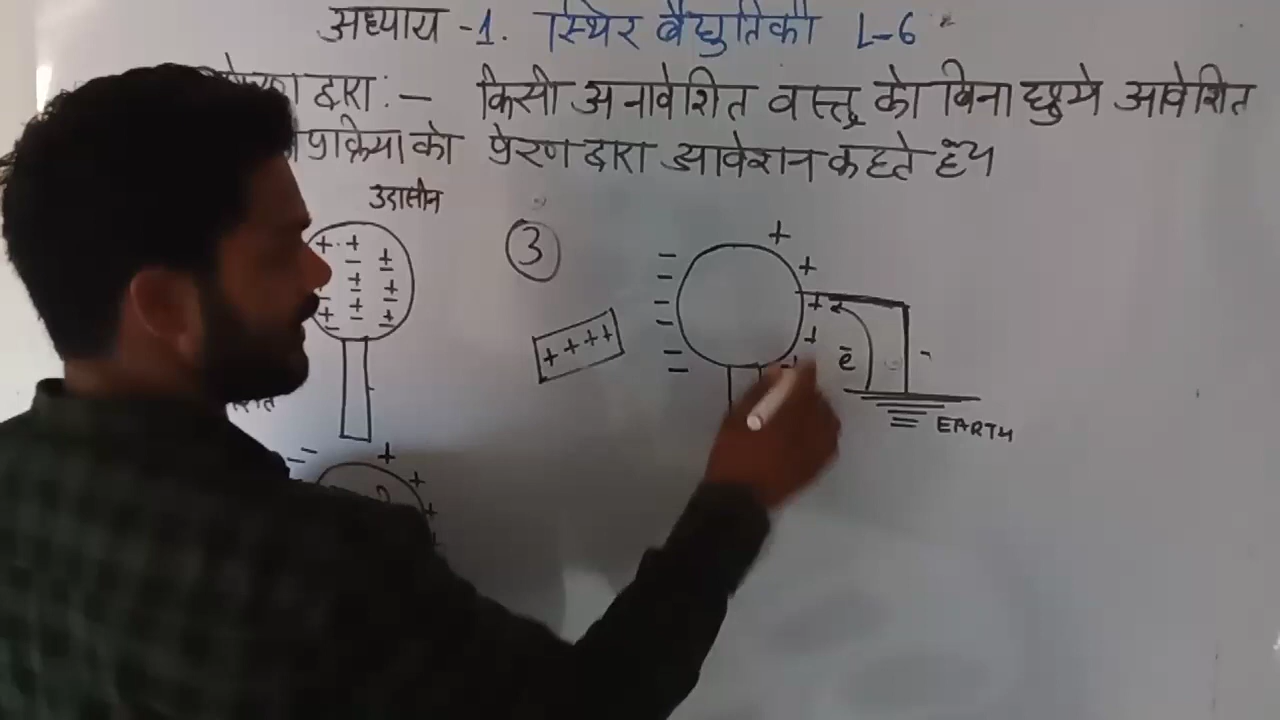 अध्याय -1. स्थिर वैद्युतिकी L-6
द्वारा :- किसी अनावेशित वस्तु को बिना छुये आवेशित
प्रक्रिया को प्रेरण द्वारा आवेशन कहते है
उदासीन
3
+ + + +
e
EARTH